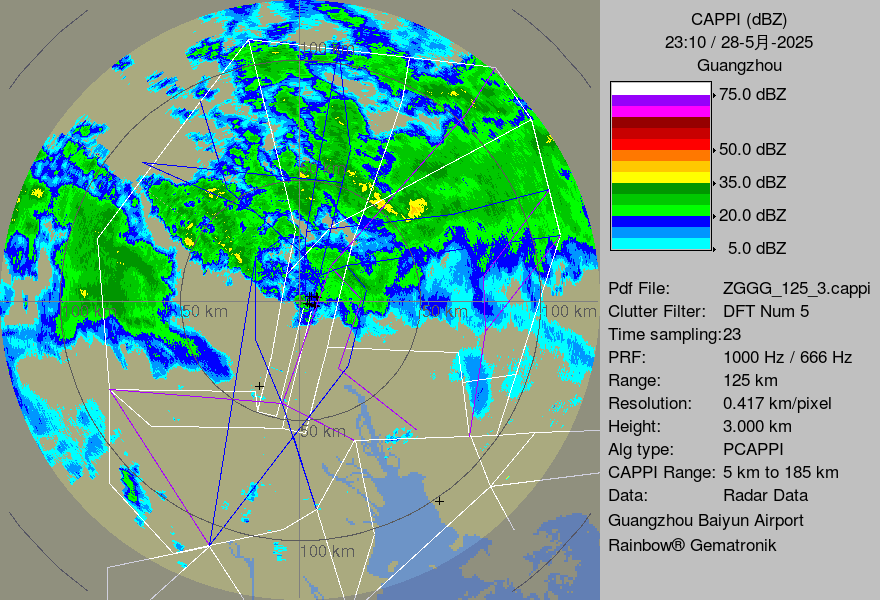 CAPPI (dBZ)
23:10 / 28-5月-2025
Guangzhou
75.0 dBZ
50.0 dBZ
35.0 dBZ
20.0 dBZ
5.0 dBZ
Pdf File: ZGGG_125_3.cappi
Clutter Filter: DFT Num 5
Time sampling:23
PRF: 1000 Hz / 666 Hz
Range: 125 km
Resolution: 0.417 km/pixel
Height: 3.000 km
Alg type: PCAPPI
CAPPI Range: 5 km to 185 km
Data: Radar Data
Guangzhou Baiyun Airport
Rainbow® Gematronik
100 km
100 km 50 km 50 km 100 km
50 km
100 km